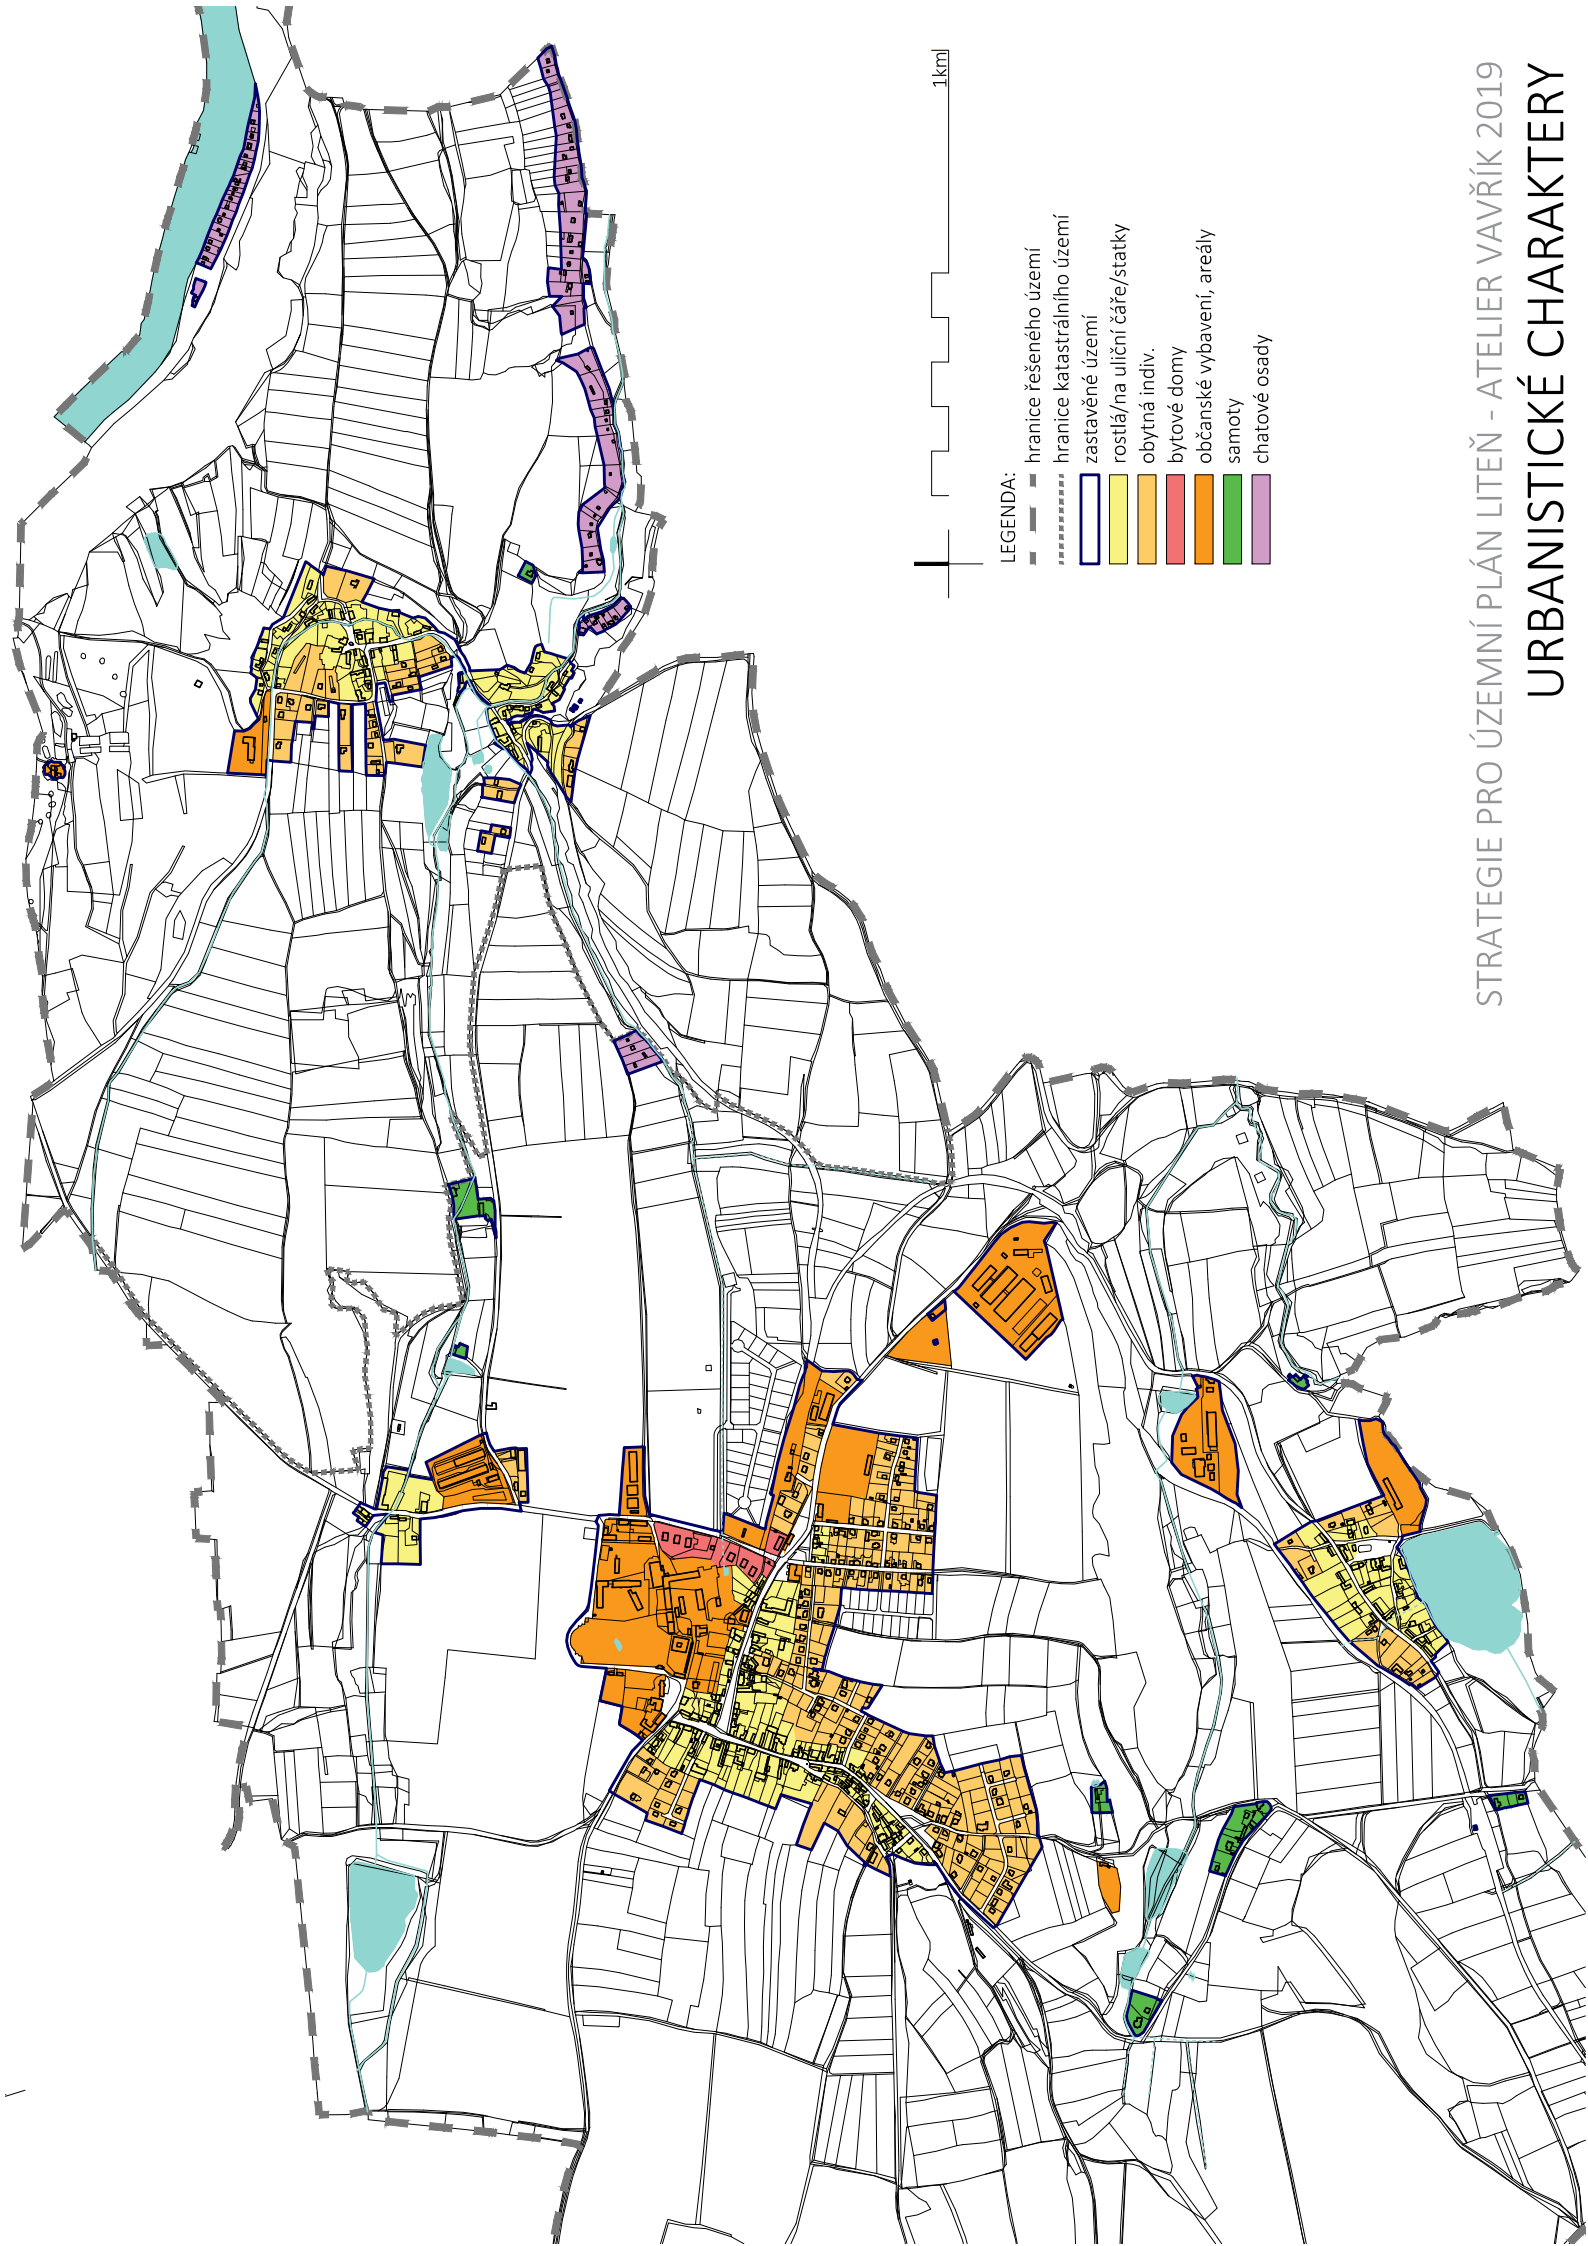 STRATEGIE PRO ÚZEMNÍ PLÁN LITEŇ - ATELIER VAVŘÍK 2019
URBANISTICKÉ CHARAKTERY
1km
LEGENDA:
hranice řešeného území
hranice katastrálního území
zastavěné území
rostlá/na uliční čáře/statky
obytná indiv.
bytové domy
občanské vybavení, areály
samoty
chatové osady